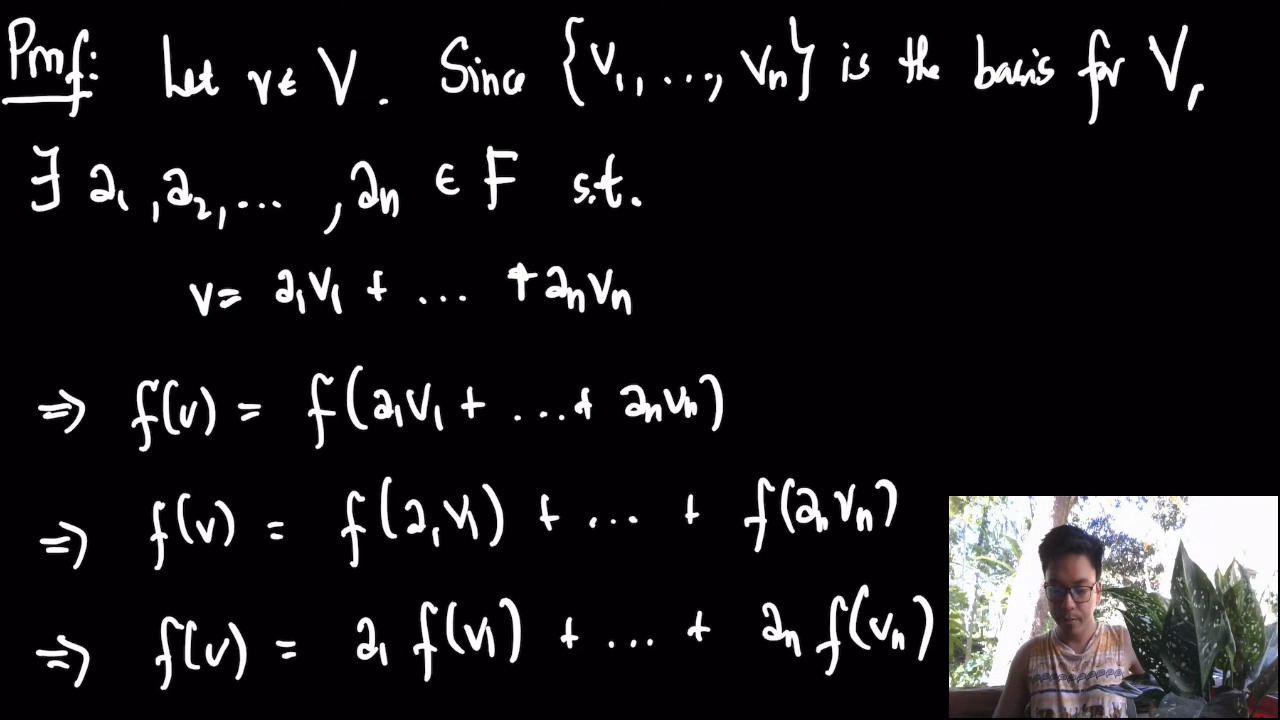 Proof: Let v ∈ V. Since {v₁, ..., vₙ} is the basis for V,
∃ a₁, a₂, ... , aₙ ∈ F s.t.
v = a₁v₁ + ... + aₙvₙ
⇒ f(v) = f(a₁v₁ + ... + aₙvₙ)
⇒ f(v) = f(a₁v₁) + ... + f(aₙvₙ)
⇒ f(v) = a₁ f(v₁) + ... + aₙ f(vₙ)